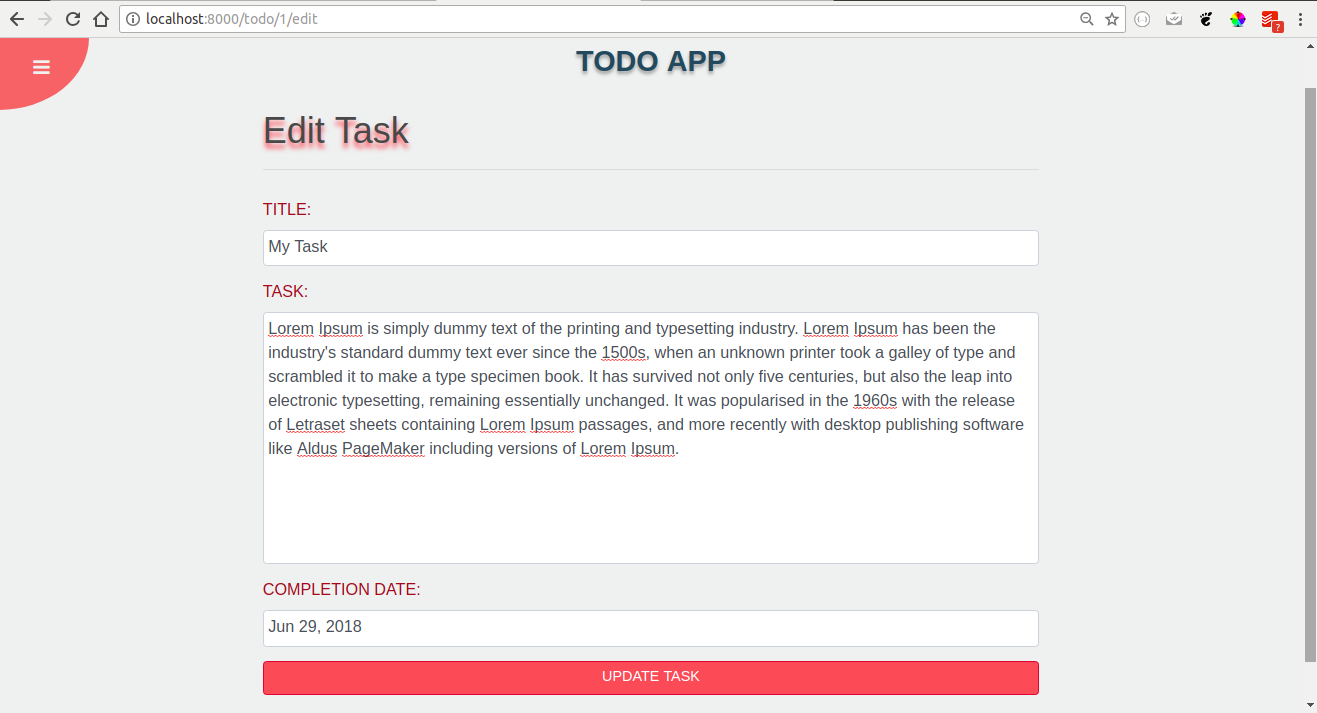 localhost:8000/todo/1/edit
TODO APP
Edit Task
TITLE:
My Task
TASK:
Lorem Ipsum is simply dummy text of the printing and typesetting industry. Lorem Ipsum has been the
industry's standard dummy text ever since the 1500s, when an unknown printer took a galley of type and
scrambled it to make a type specimen book. It has survived not only five centuries, but also the leap into
electronic typesetting, remaining essentially unchanged. It was popularised in the 1960s with the release
of Letraset sheets containing Lorem Ipsum passages, and more recently with desktop publishing software
like Aldus PageMaker including versions of Lorem Ipsum.
COMPLETION DATE:
Jun 29, 2018
UPDATE TASK